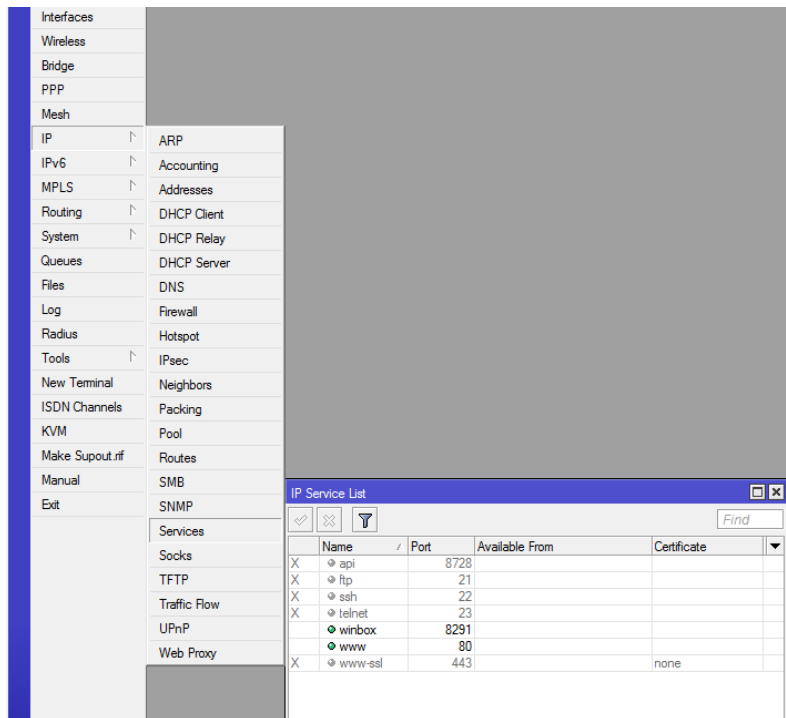 Interfaces
Wireless
Bridge
PPP
Mesh
IP
IPv6
MPLS
Routing
System
Queues
Files
Log
Radius
Tools
New Terminal
ISDN Channels
KVM
Make Supout.rif
Manual
Exit
ARP
Accounting
Addresses
DHCP Client
DHCP Relay
DHCP Server
DNS
Firewall
Hotspot
IPsec
Neighbors
Packing
Pool
Routes
SMB
SNMP
Services
Socks
TFTP
Traffic Flow
UPnP
Web Proxy
IP Service List
Find
Name Port Available From Certificate
X api 8728
X ftp 21
X ssh 22
X telnet 23
winbox 8291
www 80
X www-ssl 443 none